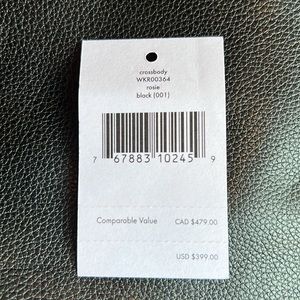 crossbody
WKR00364
rosie
black (001)
7 67883 10245 9
Comparable Value CAD $479.00
USD $399.00